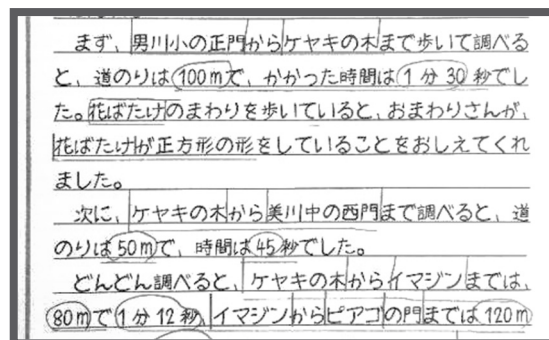 まず、男川小の正門からケヤキの木まで歩いて調べる
と、道のりは100mで、かかった時間は1分30秒でし
た。花ばたけのまわりを歩いていると、おまわりさんが、
花ばたけが正方形の形をしていることをおしえてくれ
ました。
次に、ケヤキの木から美川中の西門まで調べると、道
のりは50mで、時間は45秒でした。
どんどん調べると、ケヤキの木からイマジンまでは、
80mで1分12秒、イマジンからピアゴの門までは120m